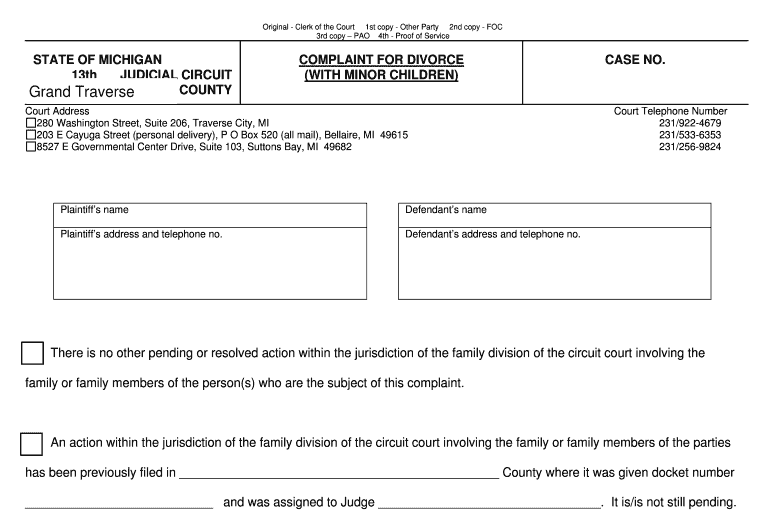 Original - Clerk of the Court 1st copy - Other Party 2nd copy - FOC
3rd copy – PAO 4th - Proof of Service
STATE OF MICHIGAN
13th JUDICIAL CIRCUIT
Grand Traverse COUNTY
COMPLAINT FOR DIVORCE
(WITH MINOR CHILDREN)
CASE NO.
Court Address Court Telephone Number
280 Washington Street, Suite 206, Traverse City, MI 231/922-4679
203 E Cayuga Street (personal delivery), P O Box 520 (all mail), Bellaire, MI 49615 231/533-6353
8527 E Governmental Center Drive, Suite 103, Suttons Bay, MI 49682 231/256-9824
Plaintiff's name
Plaintiff's address and telephone no.
Defendant's name
Defendant's address and telephone no.
There is no other pending or resolved action within the jurisdiction of the family division of the circuit court involving the
family or family members of the person(s) who are the subject of this complaint.
An action within the jurisdiction of the family division of the circuit court involving the family or family members of the parties
has been previously filed in ______ County where it was given docket number
______ and was assigned to Judge ______. It is/is not still pending.